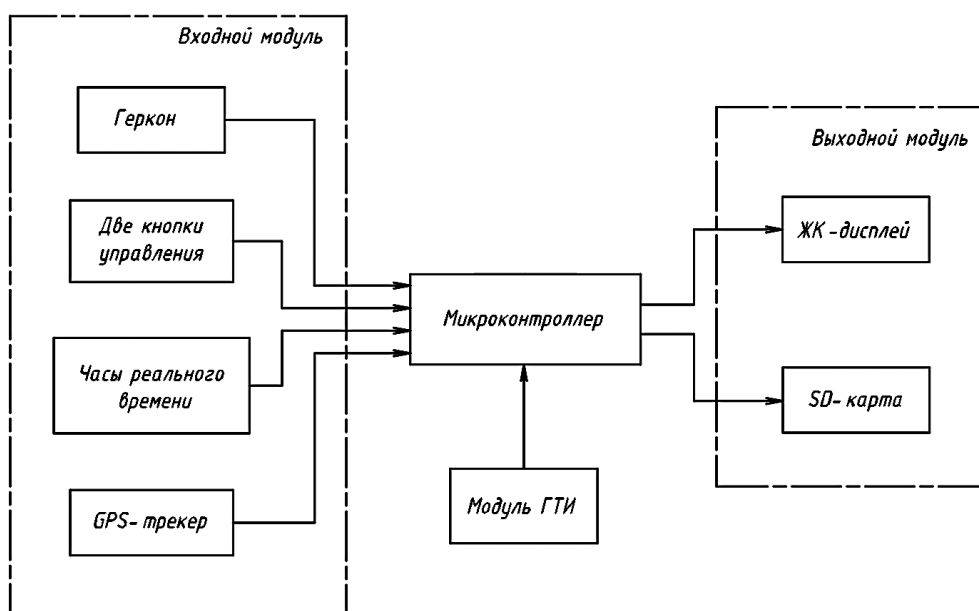 Входной модуль
Геркон
Две кнопки
управления
Часы реального
времени
GPS-трекер
Микроконтроллер
Модуль ГТИ
Выходной модуль
ЖК-дисплей
SD-карта